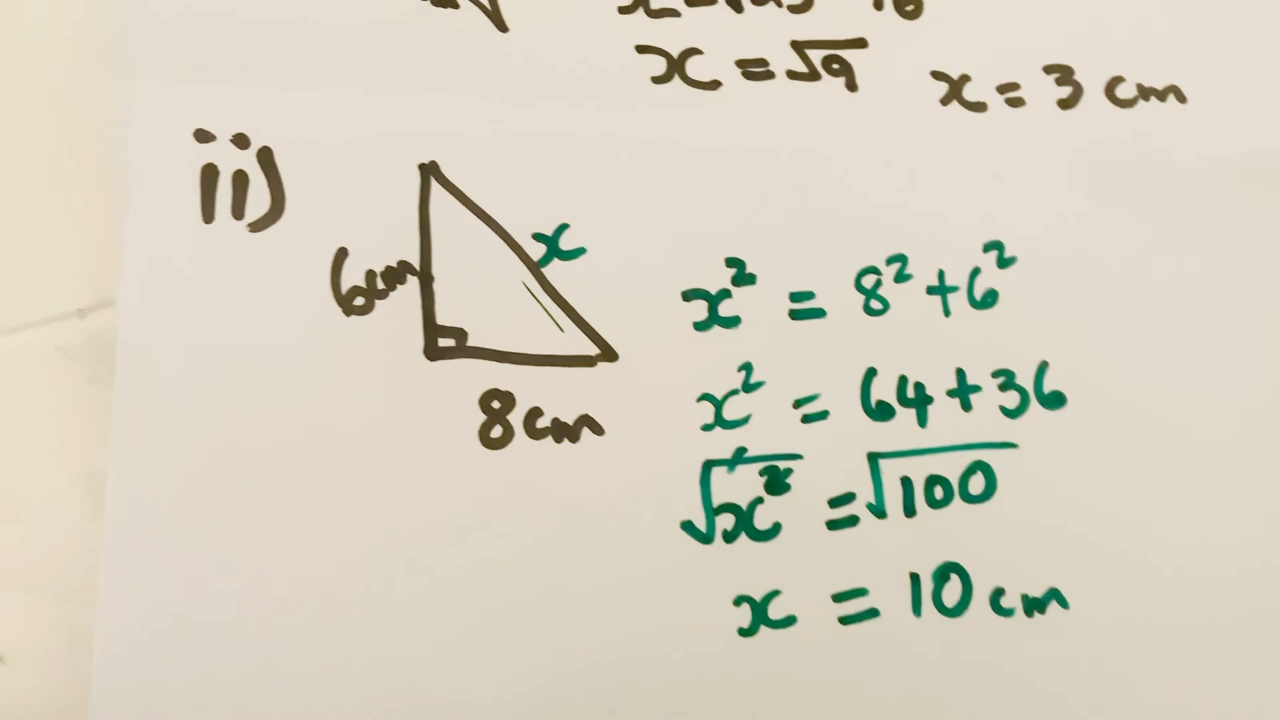 x = √9 x = 3 cm
ii)
x
6cm
8cm
x² = 8² + 6²
x² = 64 + 36
√x² = √100
x = 10 cm